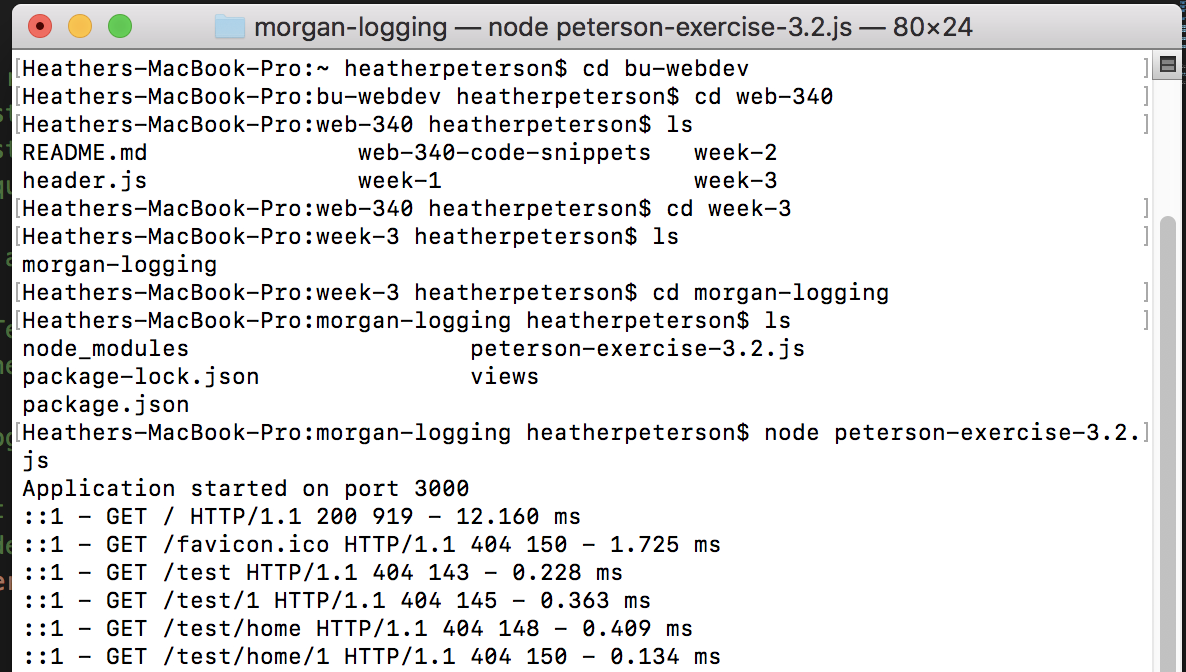 morgan-logging — node peterson-exercise-3.2.js — 80×24
[Heathers-MacBook-Pro:~ heatherpeterson$ cd bu-webdev ]
[Heathers-MacBook-Pro:bu-webdev heatherpeterson$ cd web-340 ]
[Heathers-MacBook-Pro:web-340 heatherpeterson$ ls ]
README.md web-340-code-snippets week-2
header.js week-1 week-3
[Heathers-MacBook-Pro:web-340 heatherpeterson$ cd week-3 ]
[Heathers-MacBook-Pro:week-3 heatherpeterson$ ls ]
morgan-logging
[Heathers-MacBook-Pro:week-3 heatherpeterson$ cd morgan-logging ]
[Heathers-MacBook-Pro:morgan-logging heatherpeterson$ ls ]
node_modules peterson-exercise-3.2.js
package-lock.json views
package.json
[Heathers-MacBook-Pro:morgan-logging heatherpeterson$ node peterson-exercise-3.2.]
js
Application started on port 3000
::1 - GET / HTTP/1.1 200 919 - 12.160 ms
::1 - GET /favicon.ico HTTP/1.1 404 150 - 1.725 ms
::1 - GET /test HTTP/1.1 404 143 - 0.228 ms
::1 - GET /test/1 HTTP/1.1 404 145 - 0.363 ms
::1 - GET /test/home HTTP/1.1 404 148 - 0.409 ms
::1 - GET /test/home/1 HTTP/1.1 404 150 - 0.134 ms